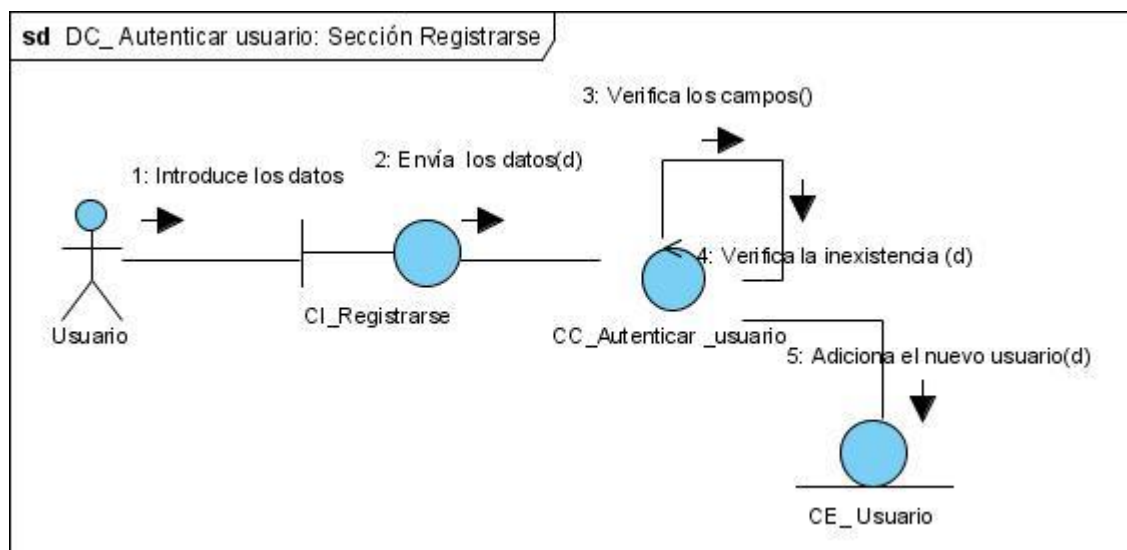 sd DC_ Autenticar usuario: Sección Registrarse
3: Verifica los campos()
2: Envía los datos(d)
1: Introduce los datos
4: Verifica la inexistencia (d)
CI_Registrarse
Usuario
CC_Autenticar _usuario
5: Adiciona el nuevo usuario(d)
CE_ Usuario